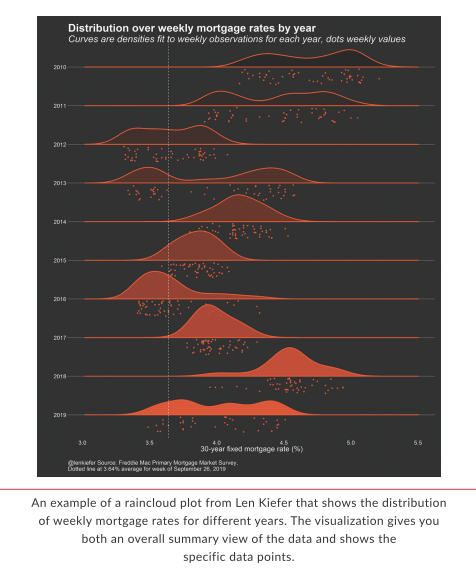 Distribution over weekly mortgage rates by year
Curves are densities fit to weekly observations for each year, dots weekly values
2010
2011
2012
2013
2014
2015
2016
2017
2018
2019
3.0 3.5 4.0 4.5 5.0 5.5
30-year fixed mortgage rate (%)
@lenkiefer Source: Freddie Mac Primary Mortgage Market Survey.
Dotted line at 3.64% average for week of September 26, 2019
An example of a raincloud plot from Len Kiefer that shows the distribution
of weekly mortgage rates for different years. The visualization gives you
both an overall summary view of the data and shows the
specific data points.